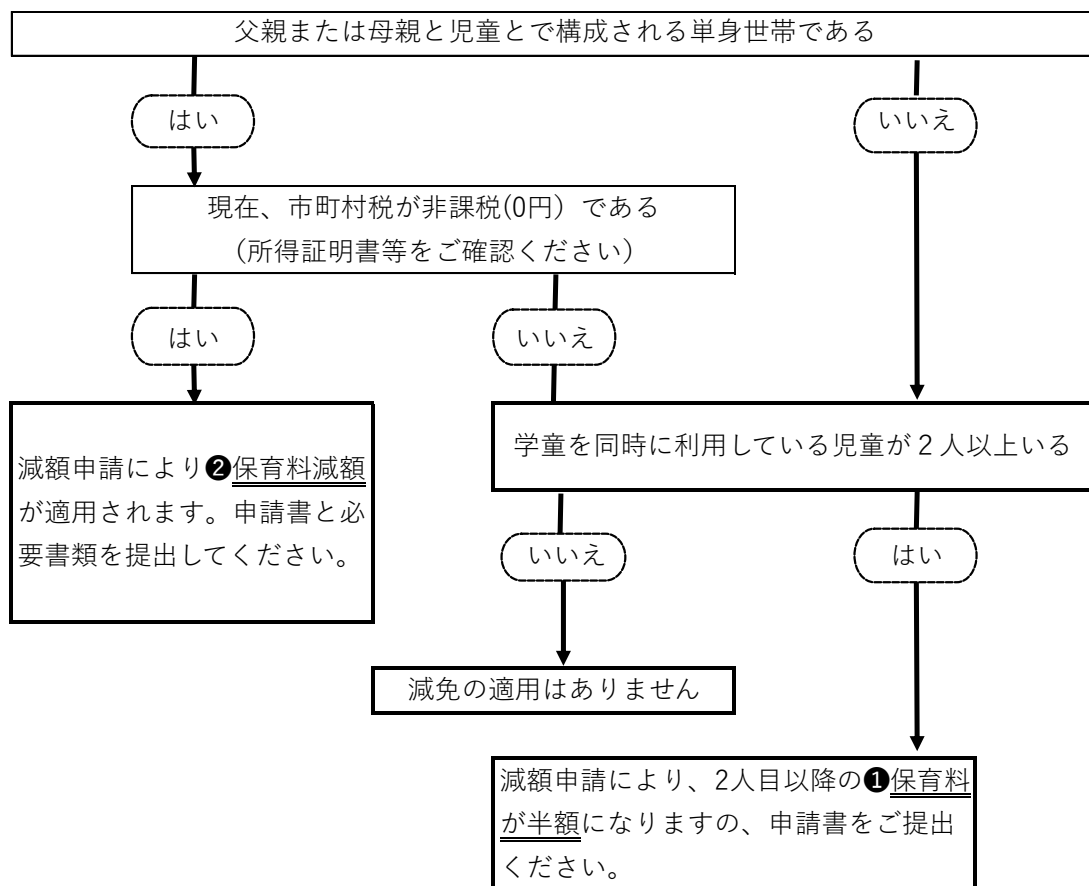 父親または母親と児童とで構成される単身世帯である
はい
いいえ
現在、市町村税が非課税(0円）である
（所得証明書等をご確認ください）
はい
いいえ
減額申請により❷保育料減額
が適用されます。申請書と必
要書類を提出してください。
学童を同時に利用している児童が２人以上いる
いいえ
はい
減免の適用はありません
減額申請により、2人目以降の❶保育料
が半額になりますの、申請書をご提出
ください。